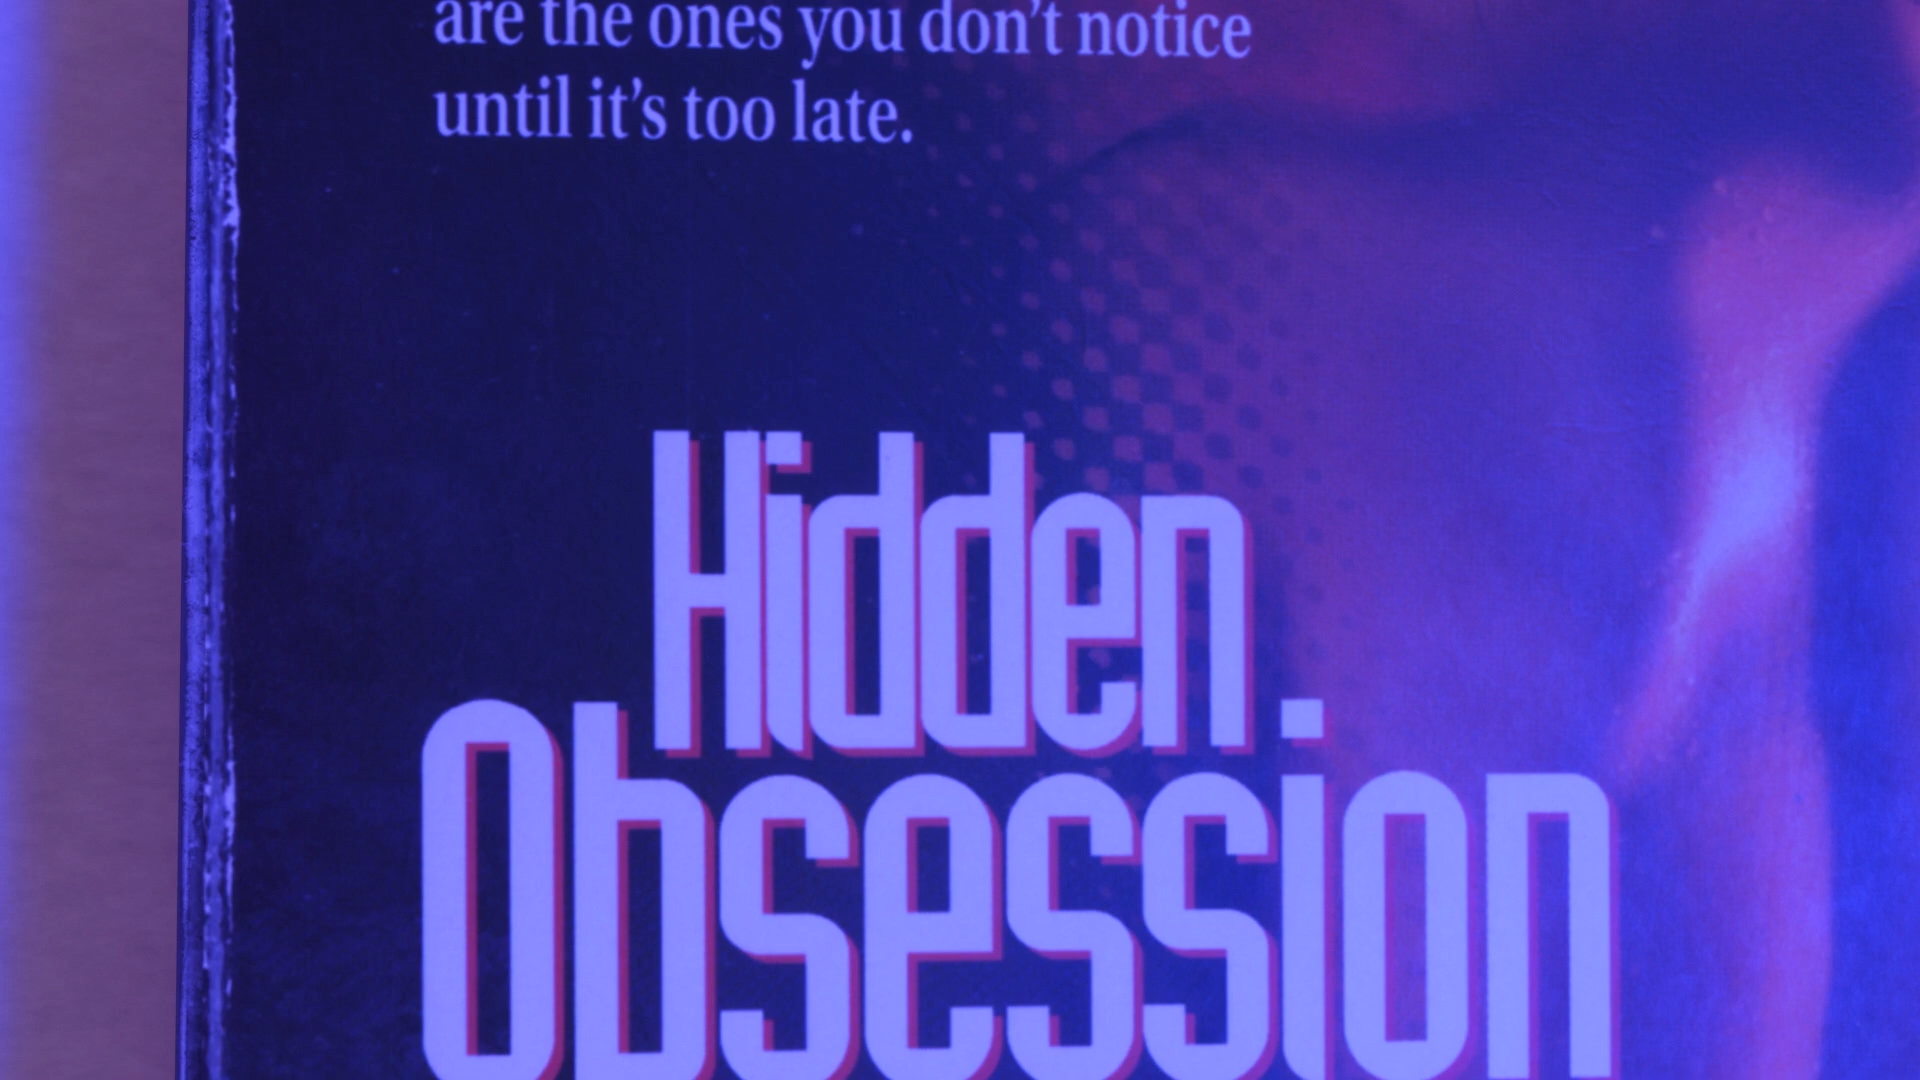 are the ones you don't notice
until it's too late.
Hidden
Obsession